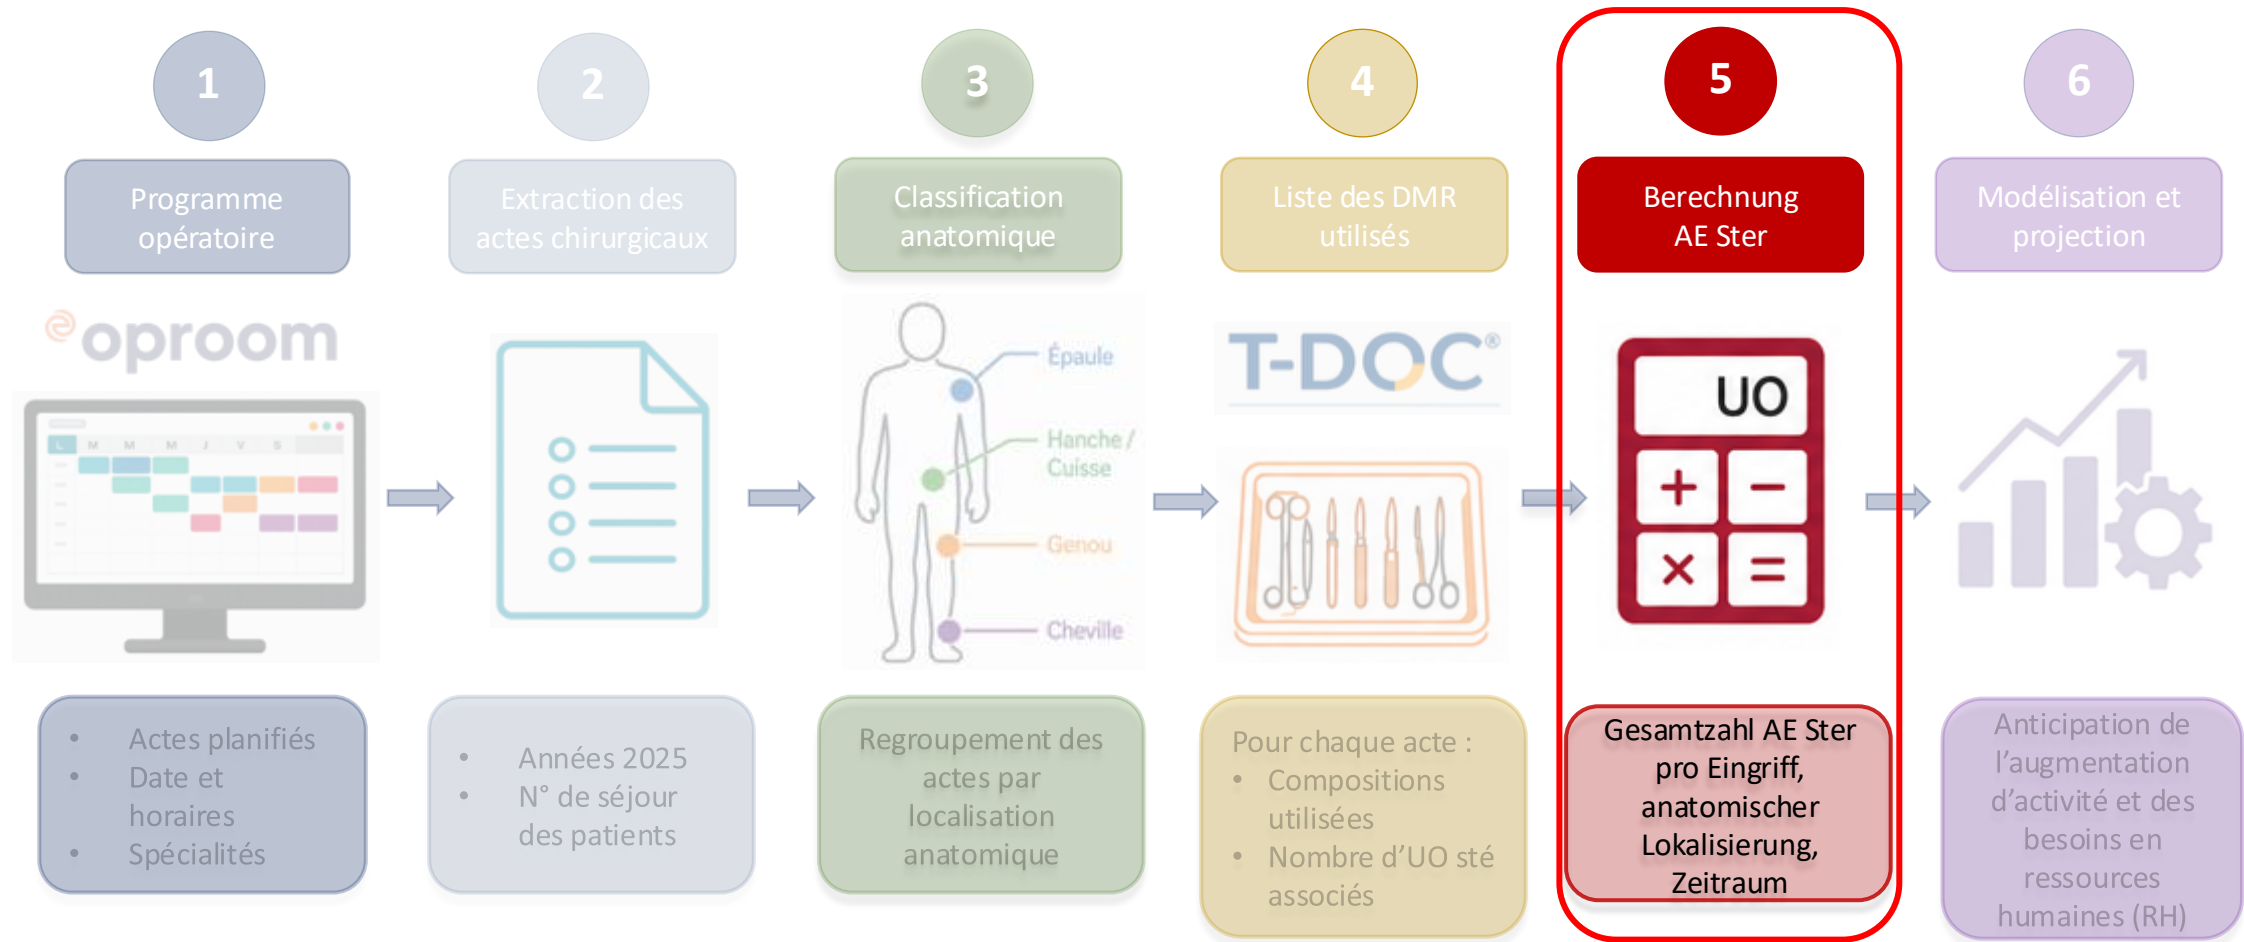 1
2
3
4
5
6
Programme
opératoire
Extraction des
actes chirurgicaux
Classification
anatomique
Liste des DMR
utilisés
Berechnung
AE Ster
Modélisation et
projection
oproom
L M M M J V S
Épaule
Hanche /
Cuisse
Genou
Cheville
T-DOC®
UO
+ −
× =
• Actes planifiés
• Date et
horaires
• Spécialités
• Années 2025
• N° de séjour
des patients
Regroupement des
actes par
localisation
anatomique
Pour chaque acte :
• Compositions
utilisées
• Nombre d’UO sté
associés
Gesamtzahl AE Ster
pro Eingriff,
anatomischer
Lokalisierung,
Zeitraum
Anticipation de
l’augmentation
d’activité et des
besoins en
ressources
humaines (RH)